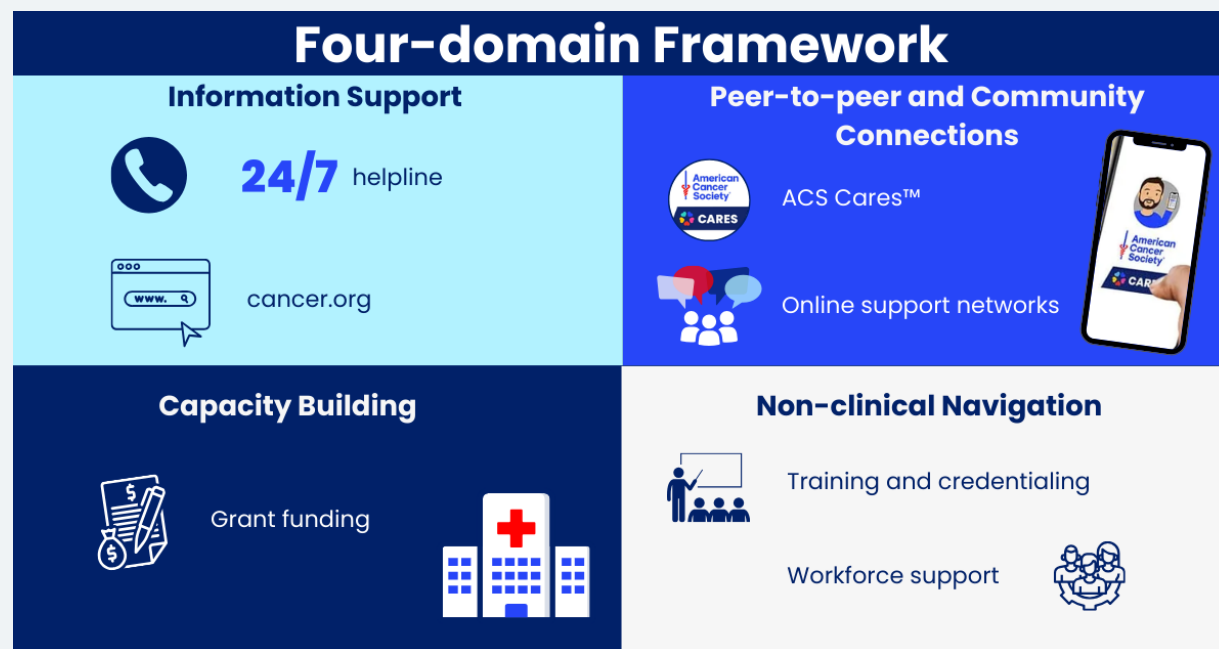 Four-domain Framework
Information Support
24/7 helpline
www.
cancer.org
Peer-to-peer and Community
Connections
American
Cancer
Society
CARES
ACS Cares™
Online support networks
American
Cancer
Society
Capacity Building
$
$
Grant funding
Non-clinical Navigation
Training and credentialing
Workforce support